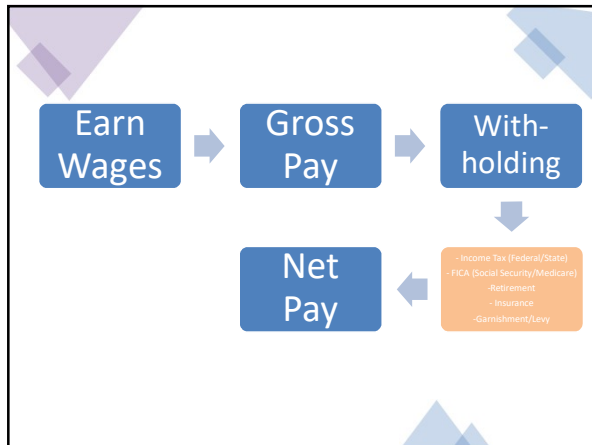 Earn
Wages
Gross
Pay
With-
holding
- Income Tax (Federal/State)
- FICA (Social Security/Medicare)
-Retirement
- Insurance
-Garnishment/Levy
Net
Pay